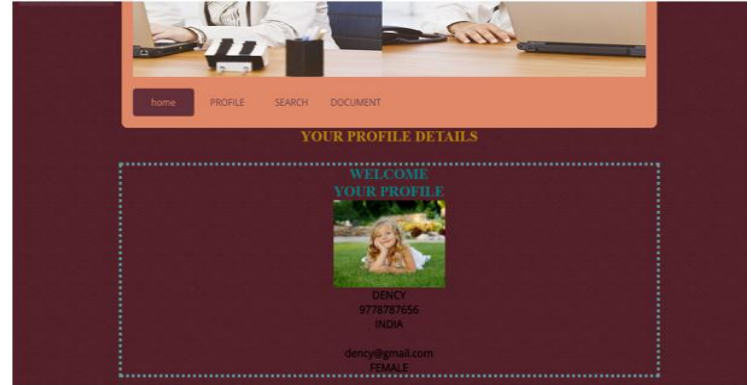 home PROFILE SEARCH DOCUMENT
YOUR PROFILE DETAILS
WELCOME
YOUR PROFILE
DENCY
9778787656
INDIA
dency@gmail.com
FEMALE